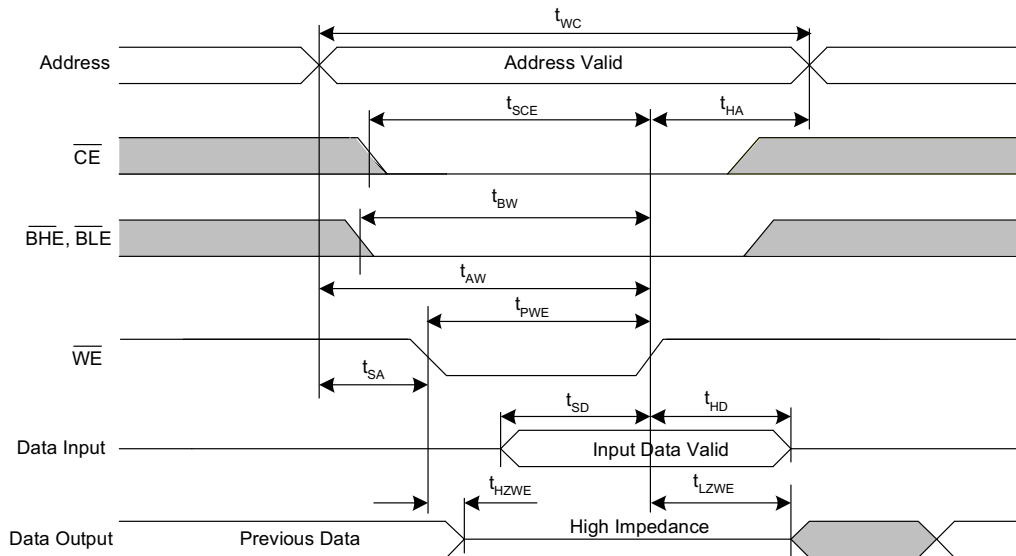 tWC
Address
Address Valid
tSCE
tHA
CE
tBW
BHE, BLE
tAW
tPWE
WE
tSA
tSD
tHD
Data Input
Input Data Valid
tHZWE
tLZWE
Data Output
Previous Data
High Impedance